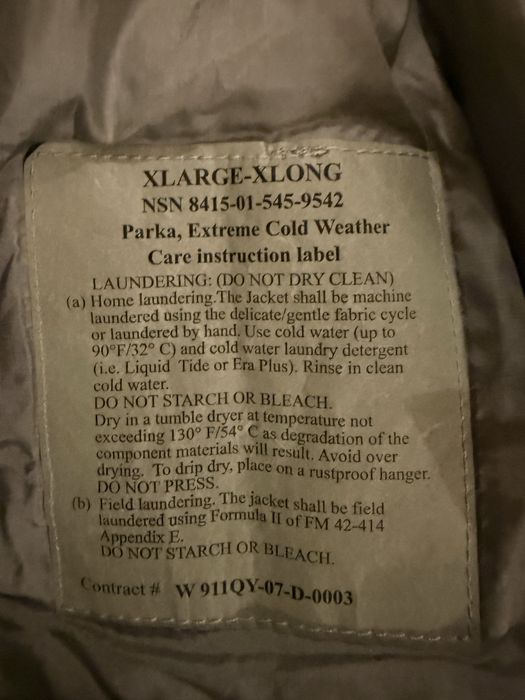 XLARGE-XLONG
NSN 8415-01-545-9542
Parka, Extreme Cold Weather
Care instruction label
LAUNDERING: (DO NOT DRY CLEAN)
(a) Home laundering.The Jacket shall be machine
laundered using the delicate/gentle fabric cycle
or laundered by hand. Use cold water (up to
90°F/32° C) and cold water laundry detergent
(i.e. Liquid Tide or Era Plus). Rinse in clean
cold water.
DO NOT STARCH OR BLEACH.
Dry in a tumble dryer at temperature not
exceeding 130° F/54° C as degradation of the
component materials will result. Avoid over
drying. To drip dry, place on a rustproof hanger.
DO NOT PRESS.
(b) Field laundering. The jacket shall be field
laundered using Formula II of FM 42-414
Appendix E.
DO NOT STARCH OR BLEACH.
Contract # W 911QY-07-D-0003